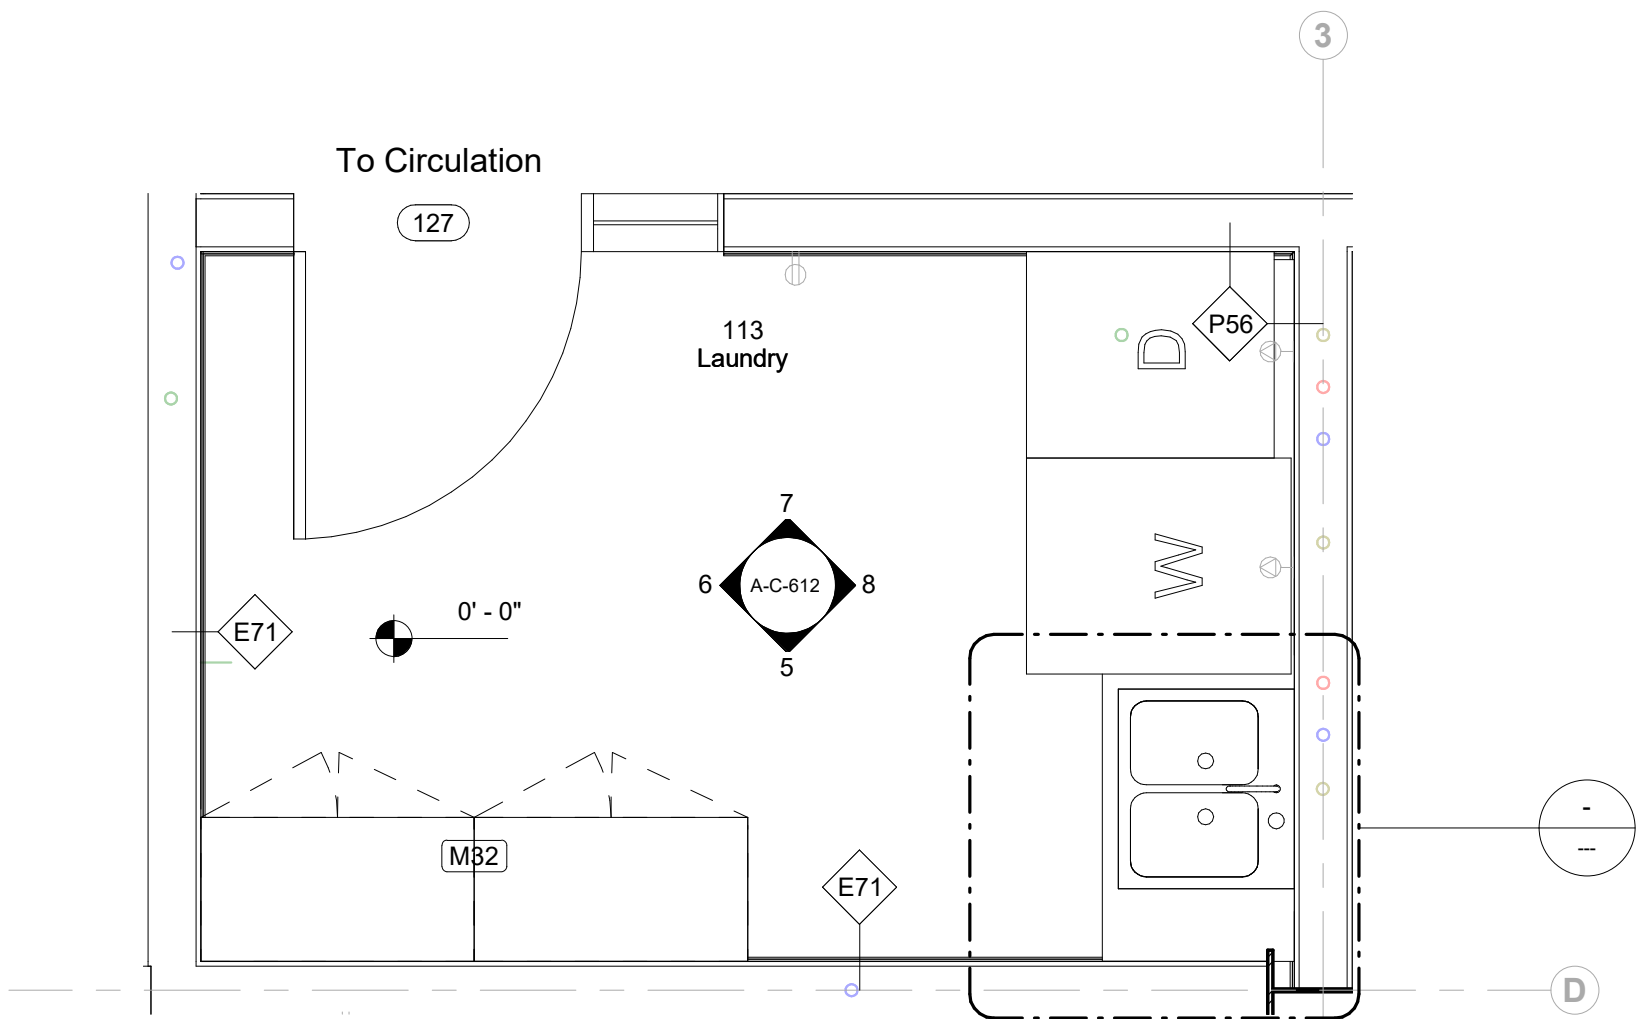 3
To Circulation
127
113
Laundry
P56
D
7
6
A-C-612
8
5
W
0' - 0"
E71
M32
E71
-
---
D